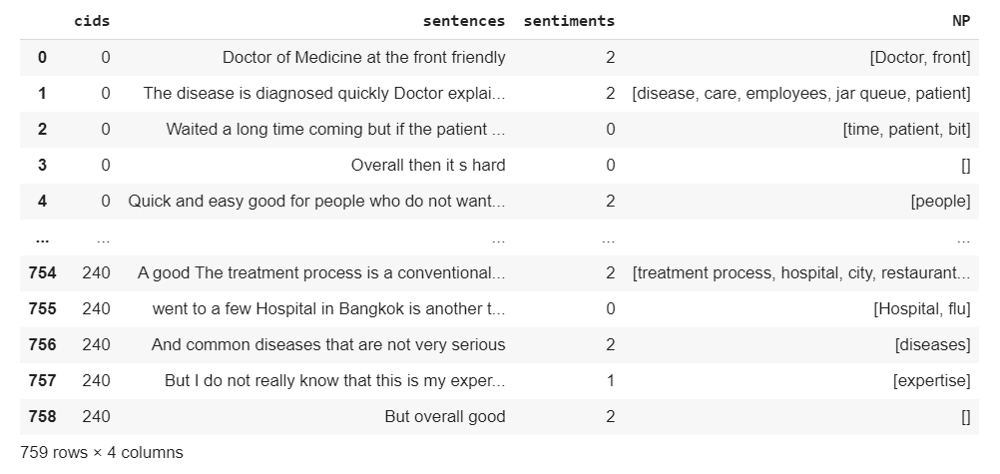 cids sentences sentiments NP
0 0 Doctor of Medicine at the front friendly 2 [Doctor, front]
1 0 The disease is diagnosed quickly Doctor explai... 2 [disease, care, employees, jar queue, patient]
2 0 Waited a long time coming but if the patient ... 0 [time, patient, bit]
3 0 Overall then it s hard 0 []
4 0 Quick and easy good for people who do not want... 2 [people]
... ... ... ... ...
754 240 A good The treatment process is a conventional... 2 [treatment process, hospital, city, restaurant...
755 240 went to a few Hospital in Bangkok is another t... 0 [Hospital, flu]
756 240 And common diseases that are not very serious 2 [diseases]
757 240 But I do not really know that this is my exper... 1 [expertise]
758 240 But overall good 2 []
759 rows × 4 columns